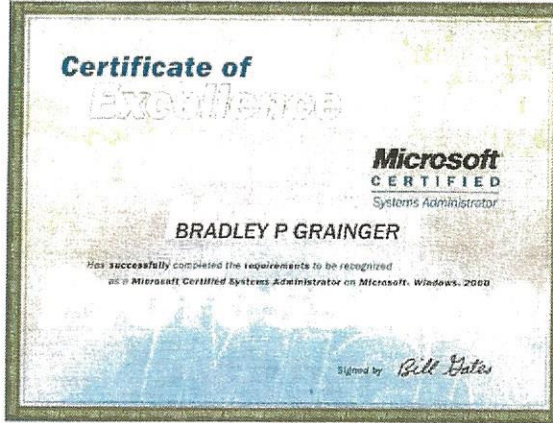 Certificate of
Excellence
Microsoft
CERTIFIED
Systems Administrator
BRADLEY P GRAINGER
Has successfully completed the requirements to be recognized
as a Microsoft Certified Systems Administrator on Microsoft. Windows. 2000
Signed by Bill Gates